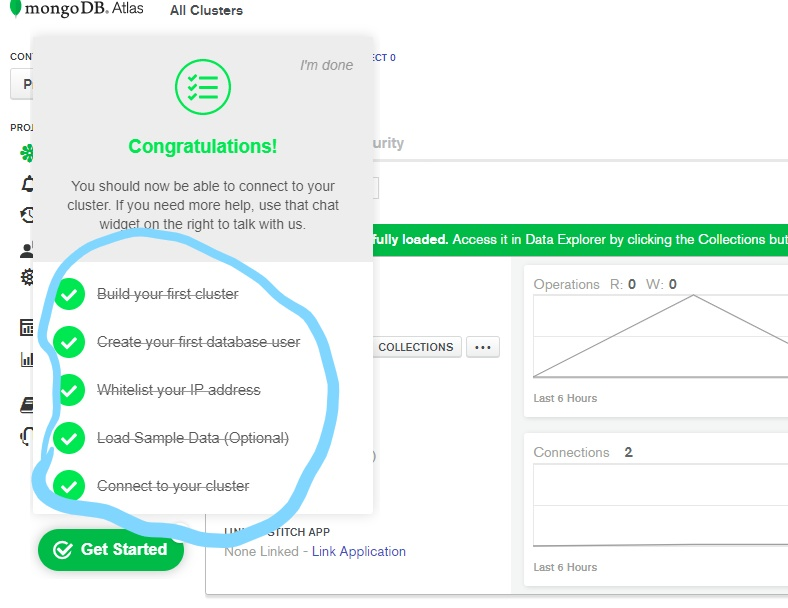 mongoDB. Atlas All Clusters
CON
ECT 0
I'm done
P
PROJ
Congratulations!
urity
You should now be able to connect to your
cluster. If you need more help, use that chat
widget on the right to talk with us.
fully loaded. Access it in Data Explorer by clicking the Collections but
Build your first cluster
Create your first database user
Whitelist your IP address
Load Sample Data (Optional)
Connect to your cluster
COLLECTIONS ...
Operations R: 0 W: 0
Last 6 Hours
Connections 2
Last 6 Hours
STITCH APP
None Linked - Link Application
Get Started